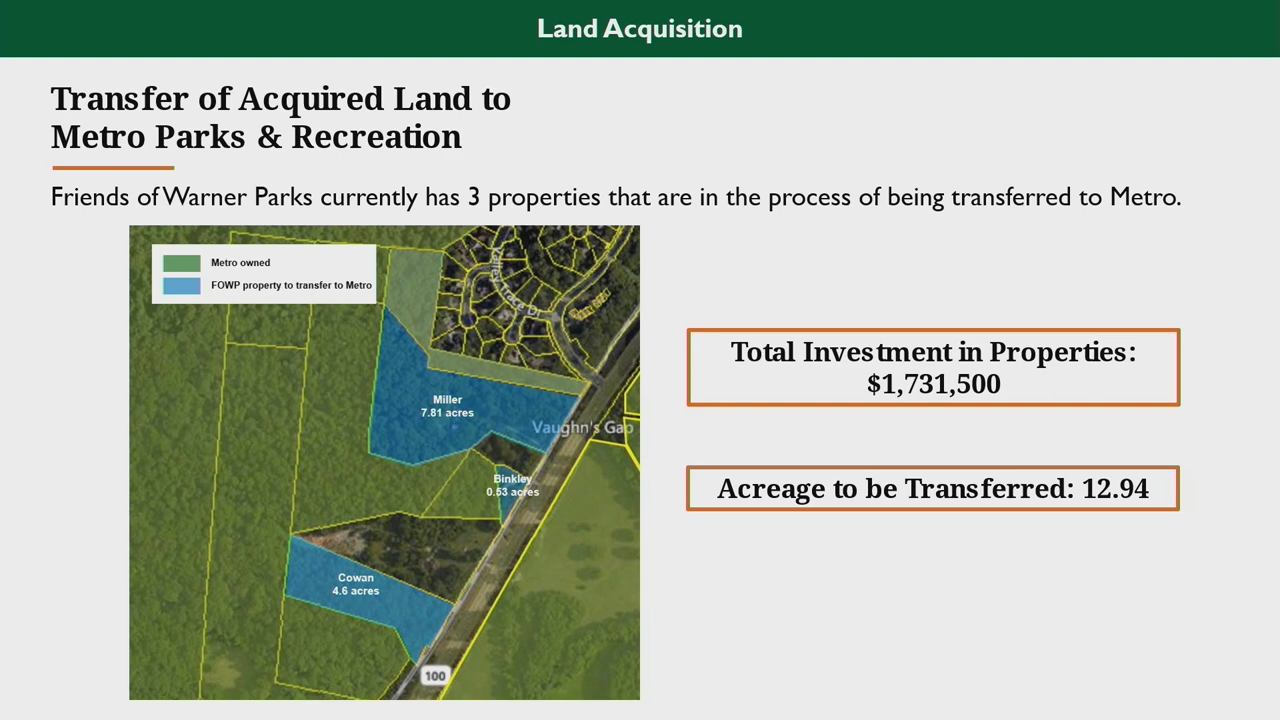 Land Acquisition
Transfer of Acquired Land to
Metro Parks & Recreation
Friends of Warner Parks currently has 3 properties that are in the process of being transferred to Metro.
Metro owned
FOWP property to transfer to Metro
Valley Trace Dr
Miller
7.81 acres
Vaughn's Gap
Binkley
0.53 acres
Cowan
4.6 acres
100
Total Investment in Properties:
$1,731,500
Acreage to be Transferred: 12.94